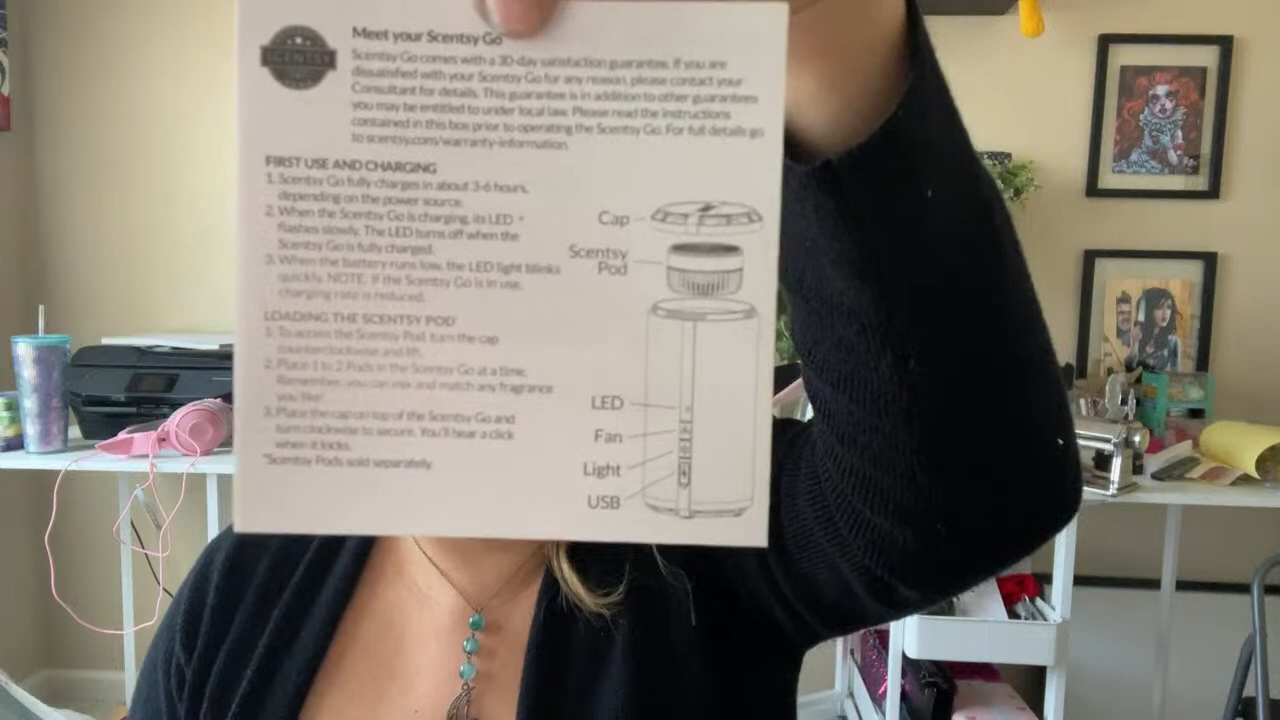 SCENTSY
Meet your Scentsy Go
Scentsy Go comes with a 30-day satisfaction guarantee. If you are
dissatisfied with your Scentsy Go for any reason, please contact your
Consultant for details. This guarantee is in addition to other guarantees
you may be entitled to under local law. Please read the instructions
contained in this box prior to operating the Scentsy Go. For full details go
to scentsy.com/warranty-information.
FIRST USE AND CHARGING
1. Scentsy Go fully charges in about 3-6 hours,
depending on the power source.
2. When the Scentsy Go is charging, its LED
flashes slowly. The LED turns off when the
Scentsy Go is fully charged.
3. When the battery runs low, the LED light blinks
quickly. NOTE: If the Scentsy Go is in use,
charging rate is reduced.
LOADING THE SCENTSY POD*
1. To access the Scentsy Pod, turn the cap
counterclockwise and lift.
2. Place 1 to 2 Pods in the Scentsy Go at a time.
Remember, you can mix and match any fragrance
you like!
3. Place the cap on top of the Scentsy Go and
turn clockwise to secure. You'll hear a click
when it locks.
*Scentsy Pods sold separately.
Cap
Scentsy
Pod
LED
Fan
Light
USB